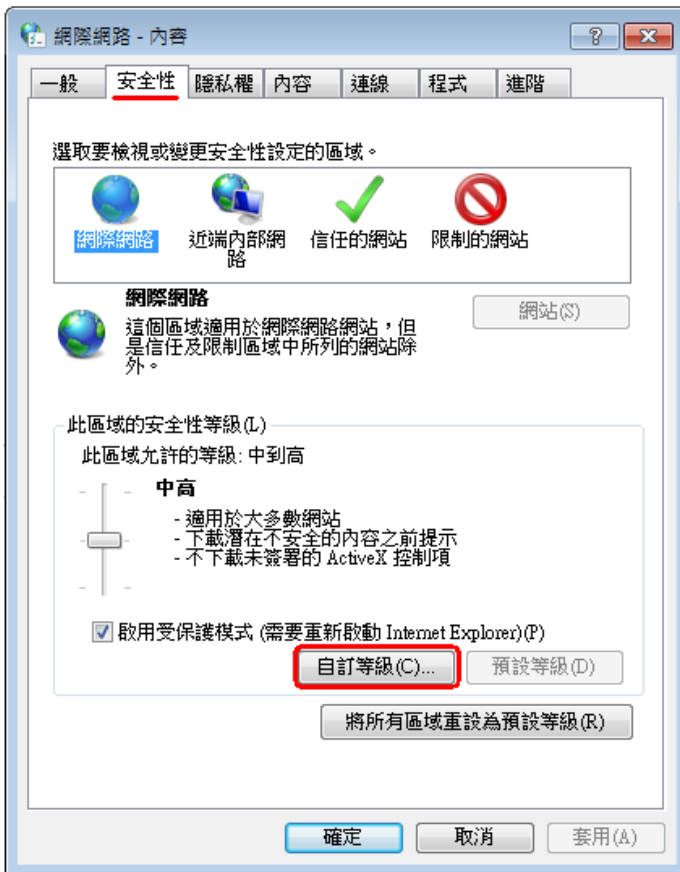 網際網路 - 內容
一般 安全性 隱私權 內容 連線 程式 進階
選取要檢視或變更安全性設定的區域。
網際網路 近端內部網路 信任的網站 限制的網站
網際網路
網站(S)
這個區域適用於網際網路網站，但
是信任及限制區域中所列的網站除
外。
此區域的安全性等級(L)
此區域允許的等級: 中到高
中高
- 適用於大多數網站
- 下載潛在不安全的內容之前提示
- 不下載未簽署的 ActiveX 控制項
啟用受保護模式 (需要重新啟動 Internet Explorer)(P)
自訂等級(C)... 預設等級(D)
將所有區域重設為預設等級(R)
確定 取消 套用(A)